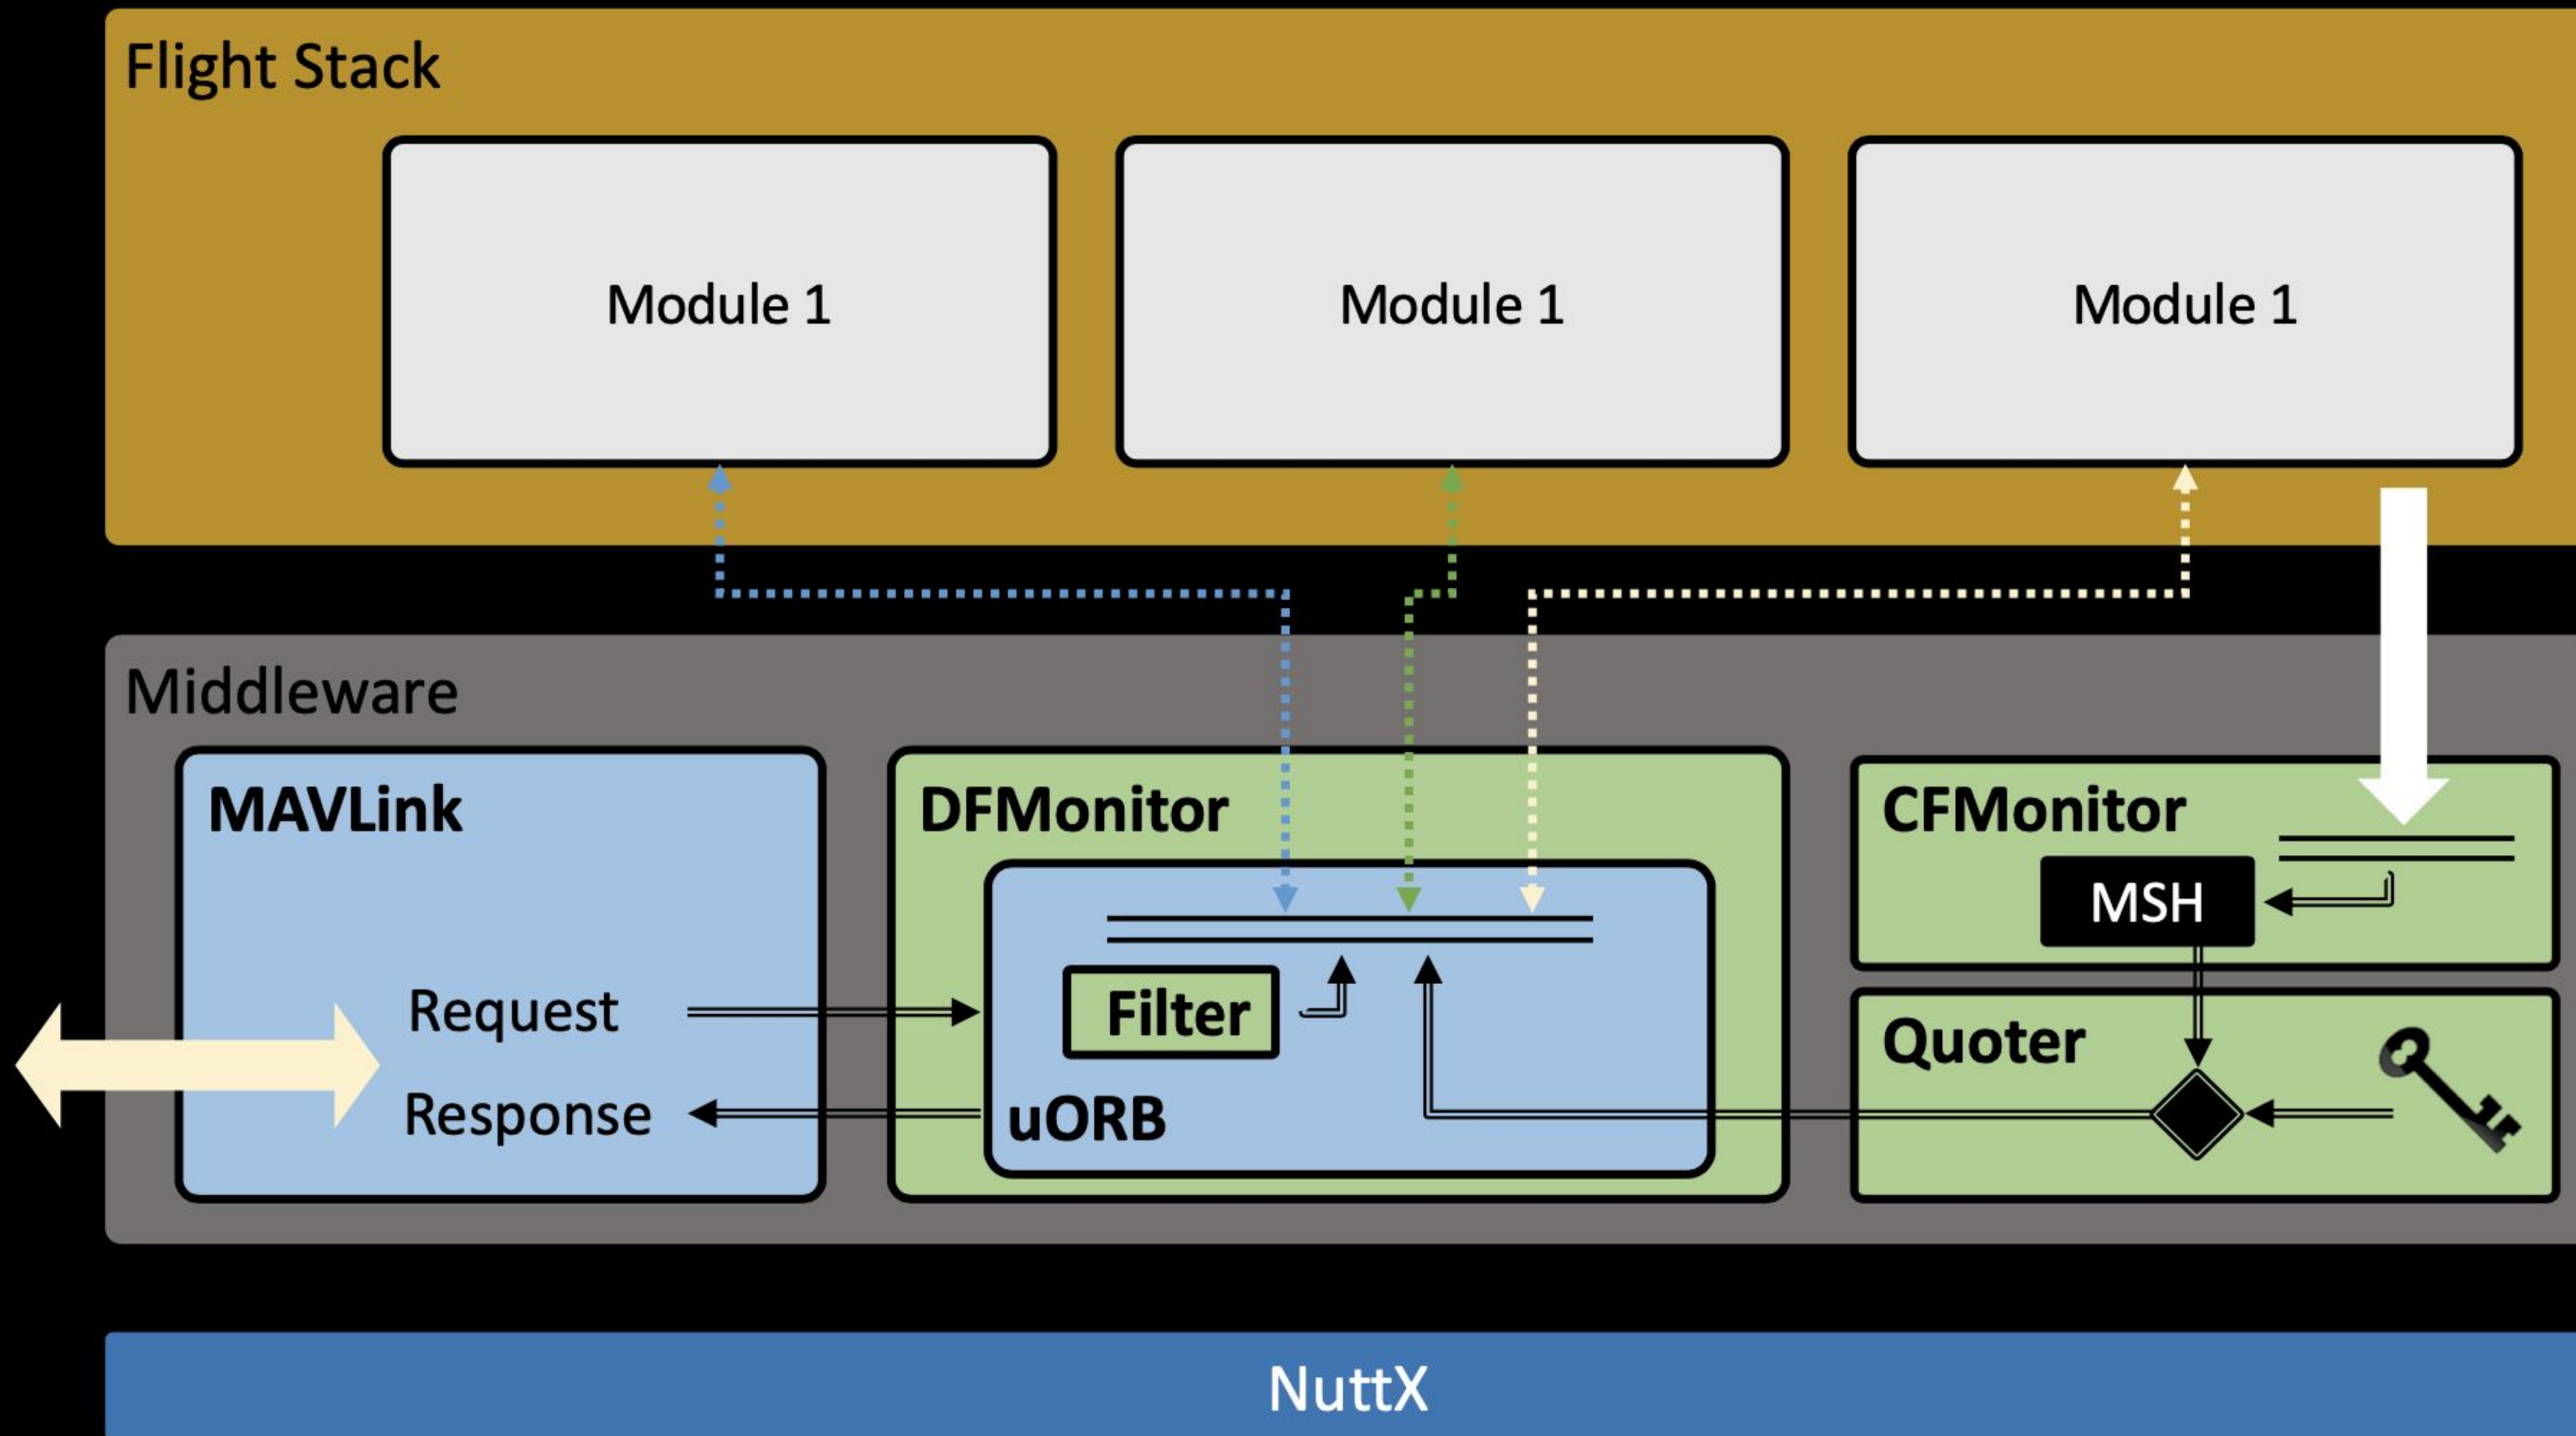 Flight Stack
Module 1
Module 1
Module 1
Middleware
MAVLink
Request
Response
DFMonitor
Filter
uORB
CFMonitor
MSH
Quoter
NuttX